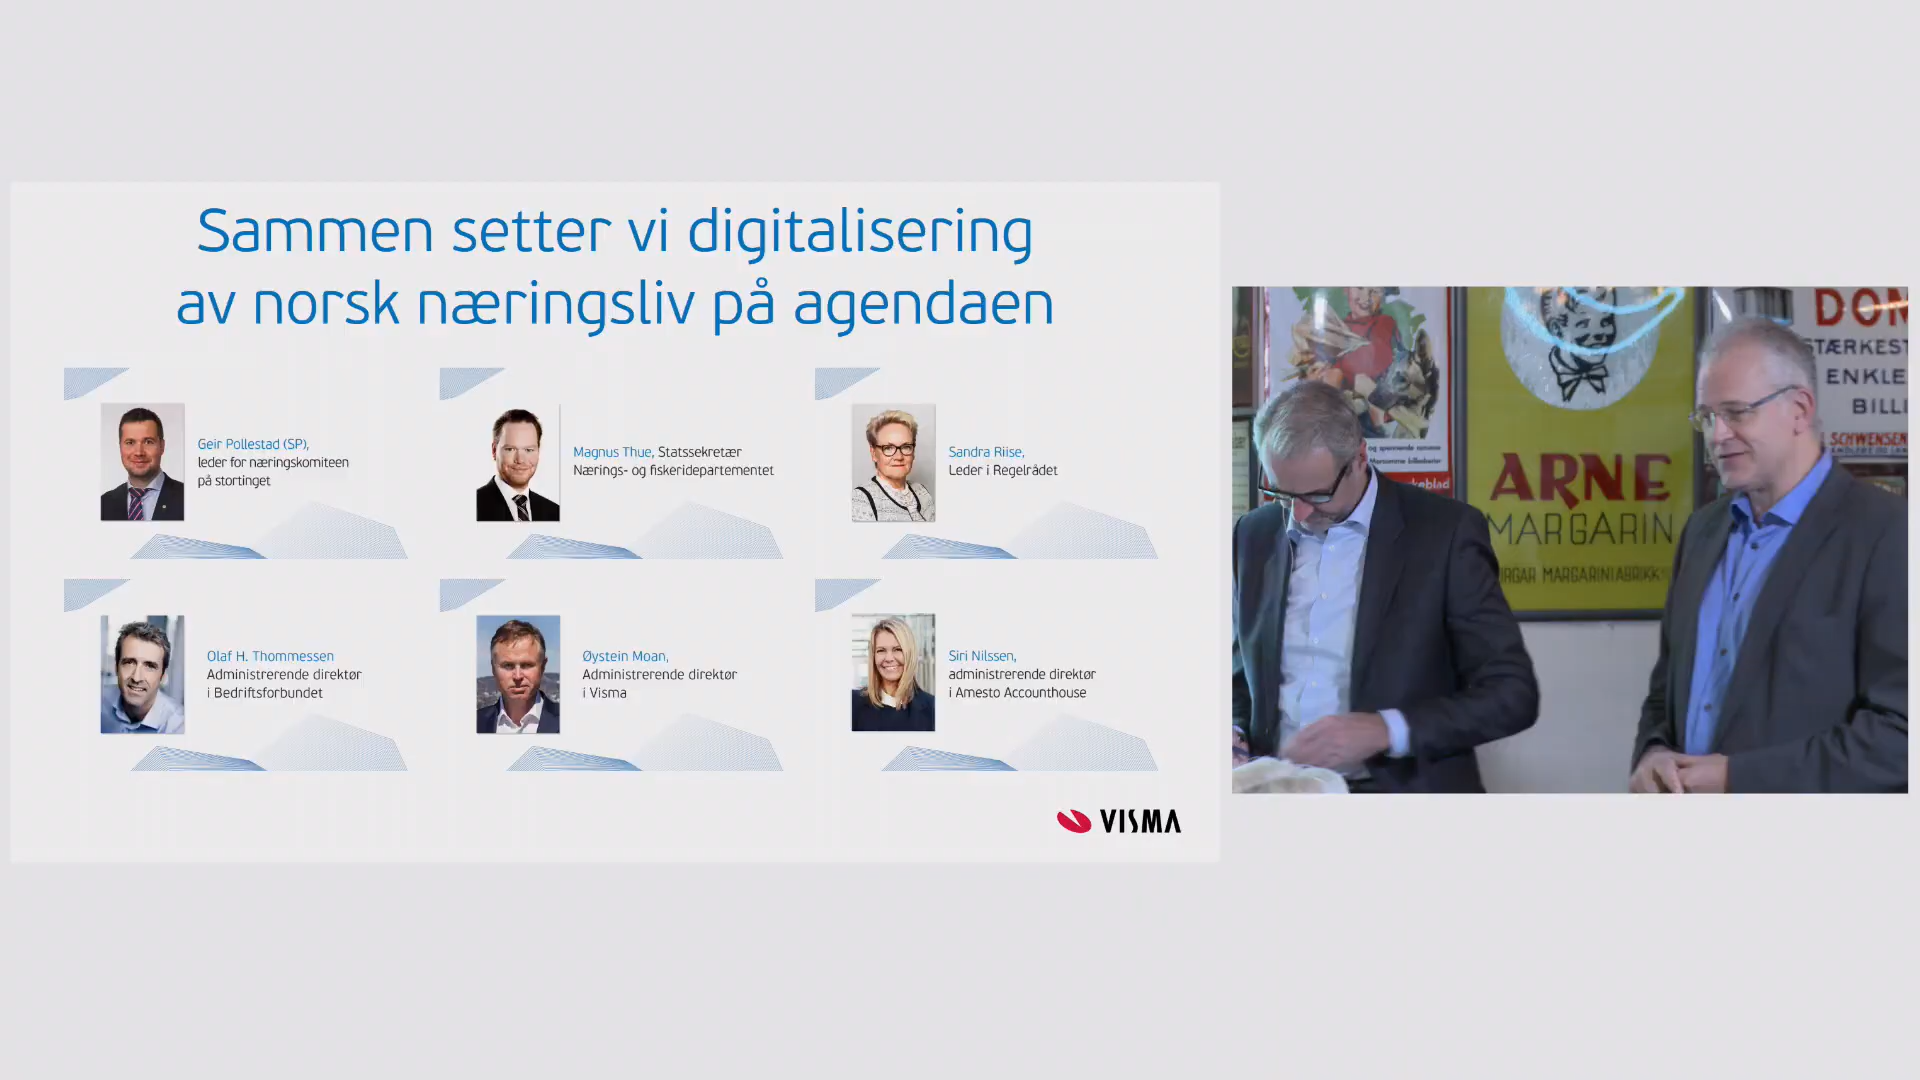 Sammen setter vi digitalisering
av norsk næringsliv på agendaen
Geir Pollestad (SP),
leder for næringskomiteen
på stortinget
Magnus Thue, Statssekretær
Nærings- og fiskeridepartementet
Sandra Riise,
Leder i Regelrådet
Olaf H. Thommessen
Administrerende direktør
i Bedriftsforbundet
Øystein Moan,
Administrerende direktør
i Visma
Siri Nilssen,
administrerende direktør
i Amesto Accounthouse
VISMA
og spennende
ARNE
MARGARIN
MARGARINFABRIKK
DOM
STÆRKEST
ENKLE
BILLI
SCHWENSEN